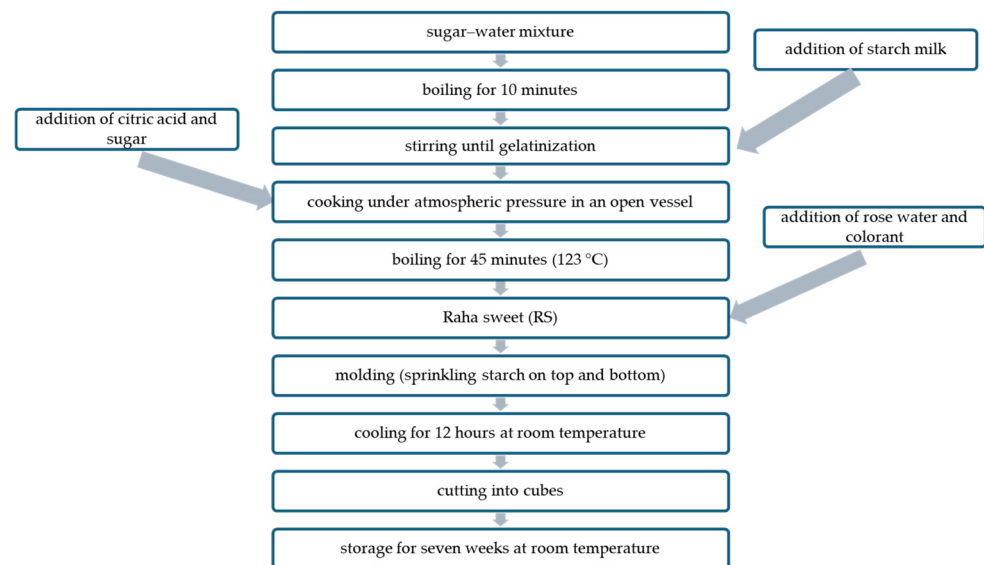 sugar–water mixture
addition of starch milk
boiling for 10 minutes
addition of citric acid and
sugar
stirring until gelatinization
cooking under atmospheric pressure in an open vessel
addition of rose water and
colorant
boiling for 45 minutes (123 °C)
Raha sweet (RS)
molding (sprinkling starch on top and bottom)
cooling for 12 hours at room temperature
cutting into cubes
storage for seven weeks at room temperature